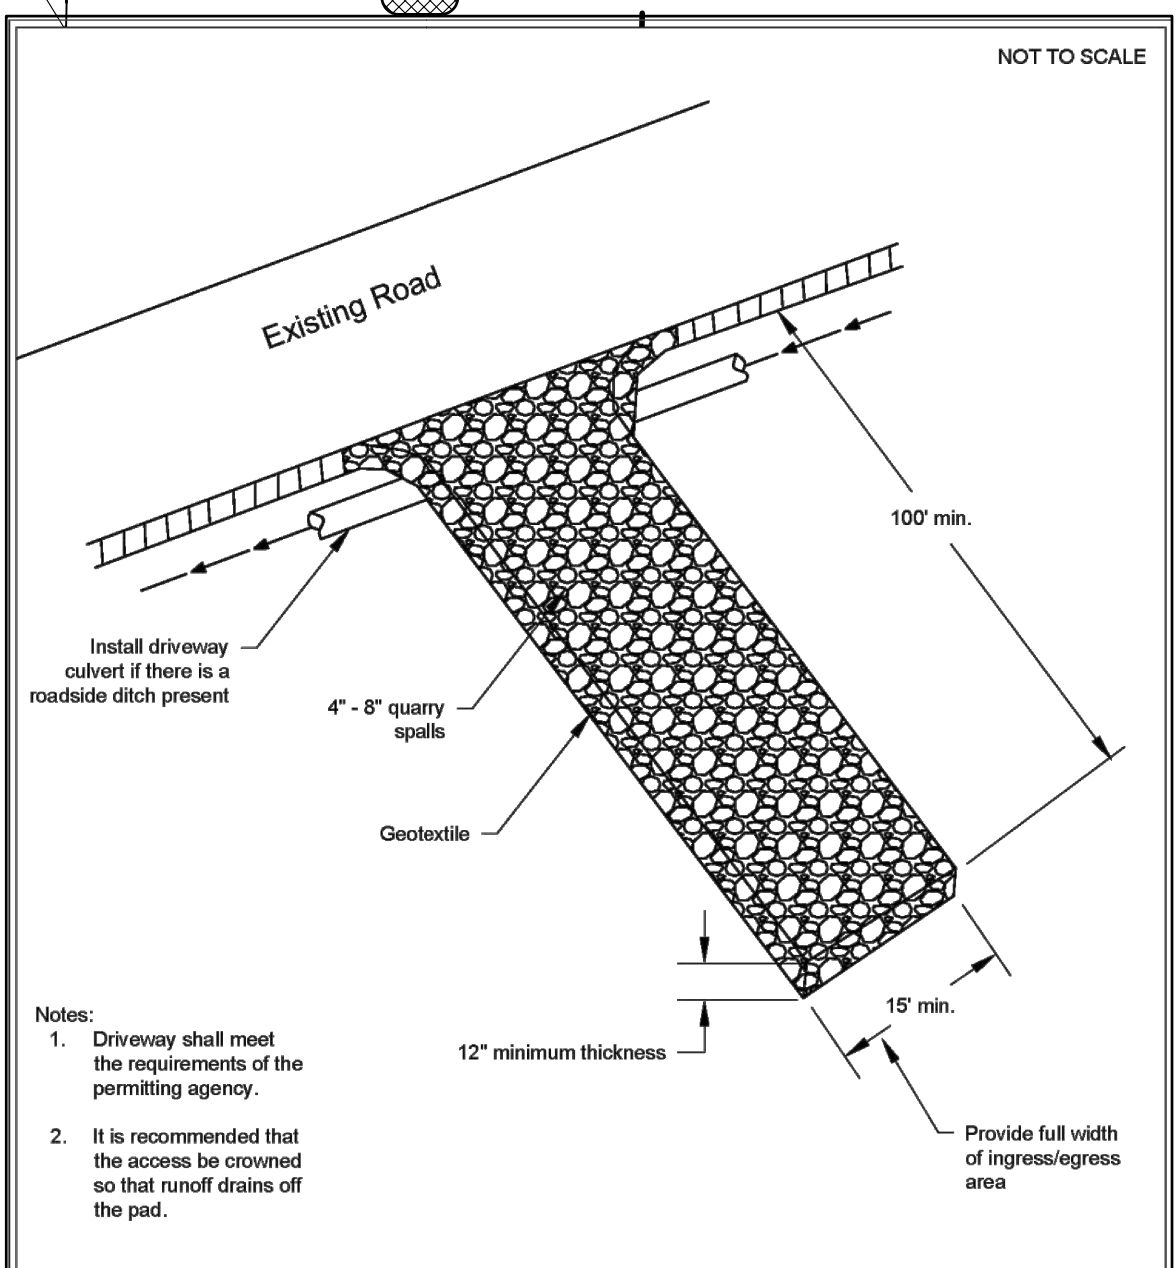 NOT TO SCALE
Existing Road
100' min.
Install driveway
culvert if there is a
roadside ditch present
4" - 8" quarry
spalls
Geotextile
15' min.
12" minimum thickness
Notes:
1. Driveway shall meet
the requirements of the
permitting agency.
2. It is recommended that
the access be crowned
so that runoff drains off
the pad.
Provide full width
of ingress/egress
area